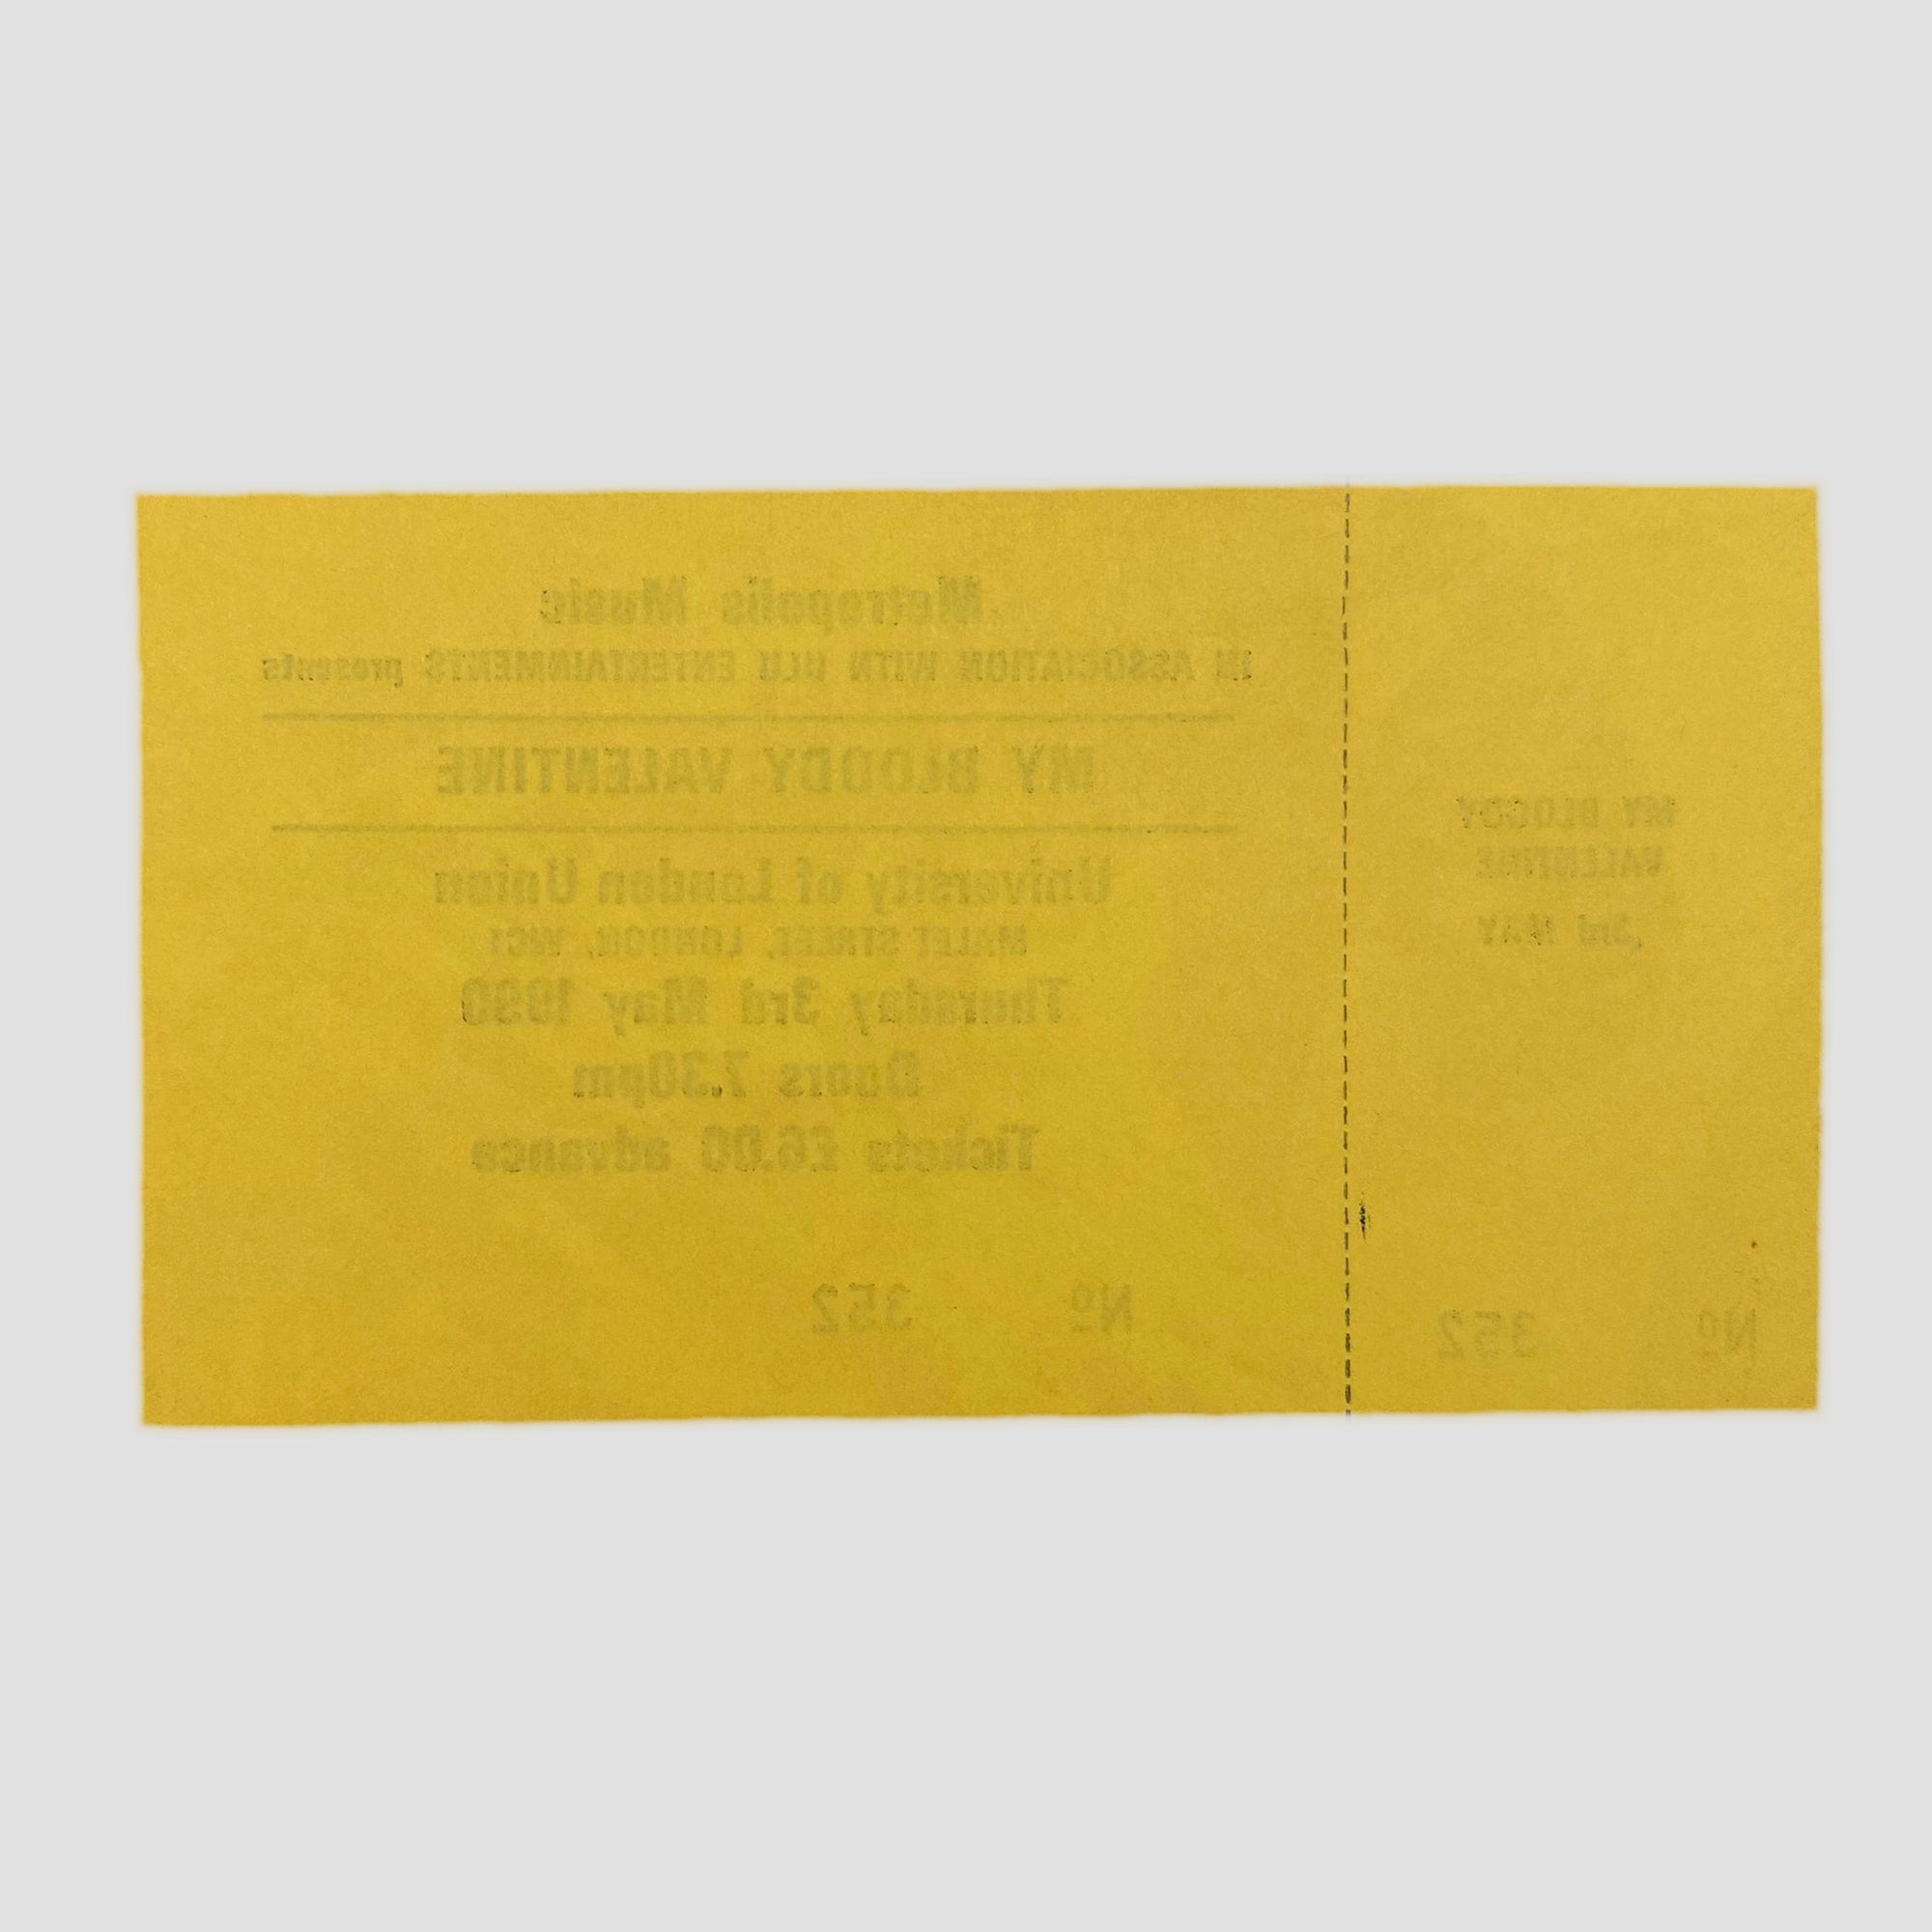 Metropolis Music
IN ASSOCIATION WITH ULU ENTERTAINMENTS presents
MY BLOODY VALENTINE
University of London Union
MALET STREET, LONDON, WC1
Thursday 3rd May 1990
Doors 7.30pm
Tickets £6.00 advance
Nº 352
MY BLOODY
VALENTINE
3rd MAY
Nº 352